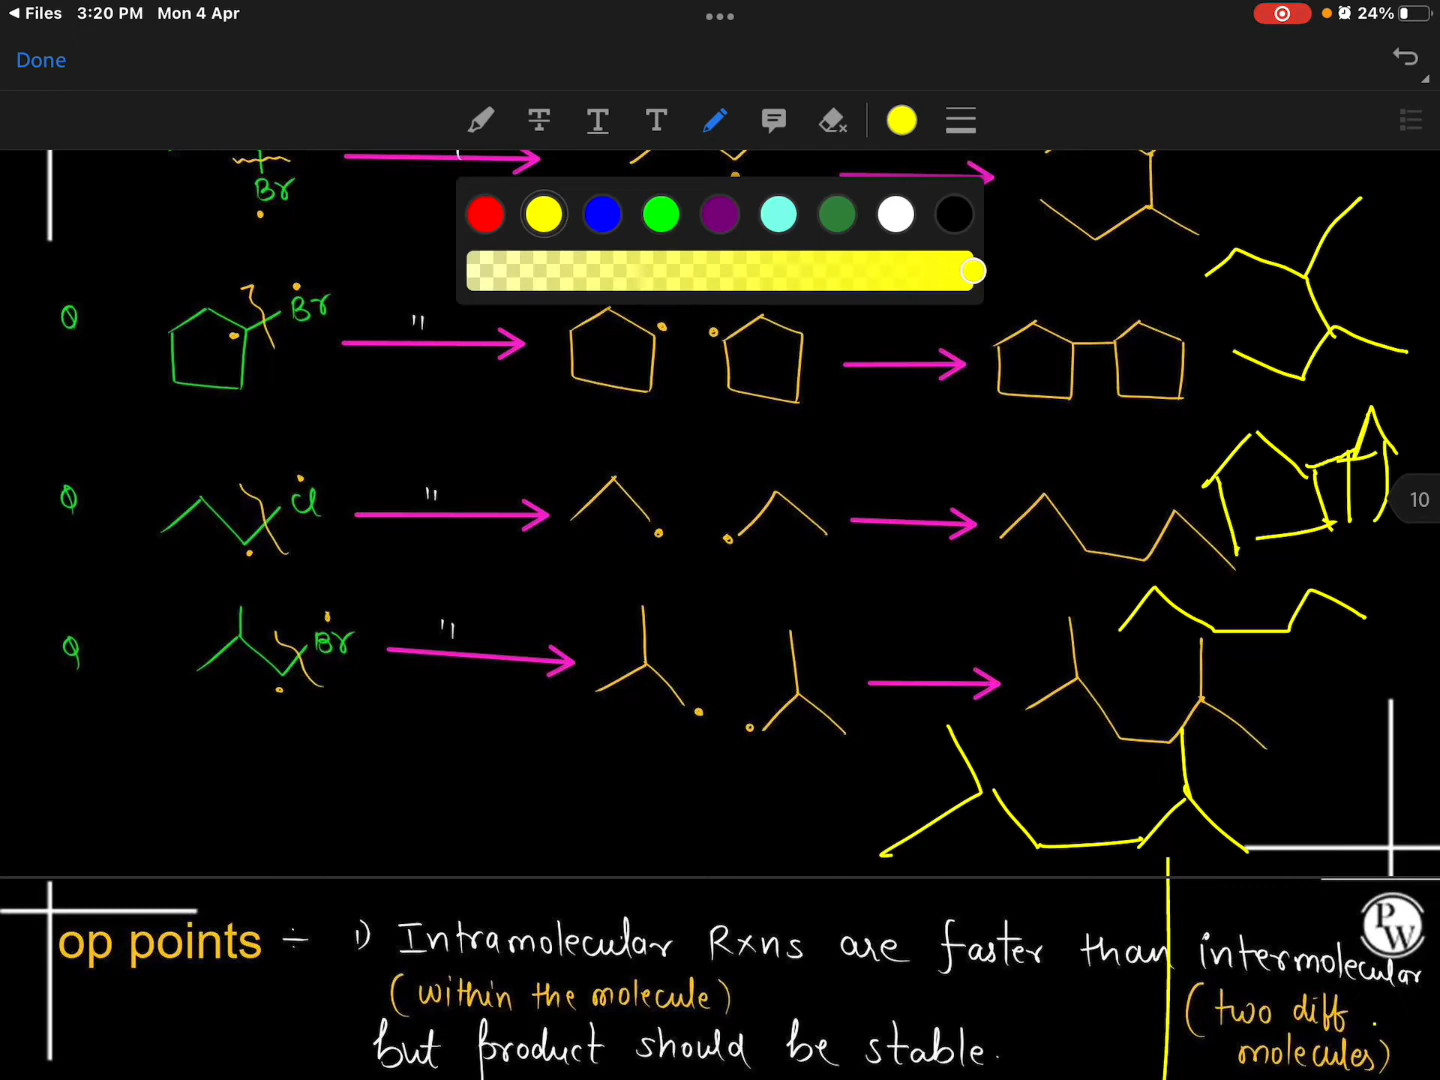 Files 3:20 PM Mon 4 Apr 24%
Done
T T T
Br
Q Br "
Q Cl "
10
Q Br "
op points ÷ 1) Intramolecular Rxns are faster than intermolecular
(within the molecule) (two diff.
but product should be stable. molecules)
PW